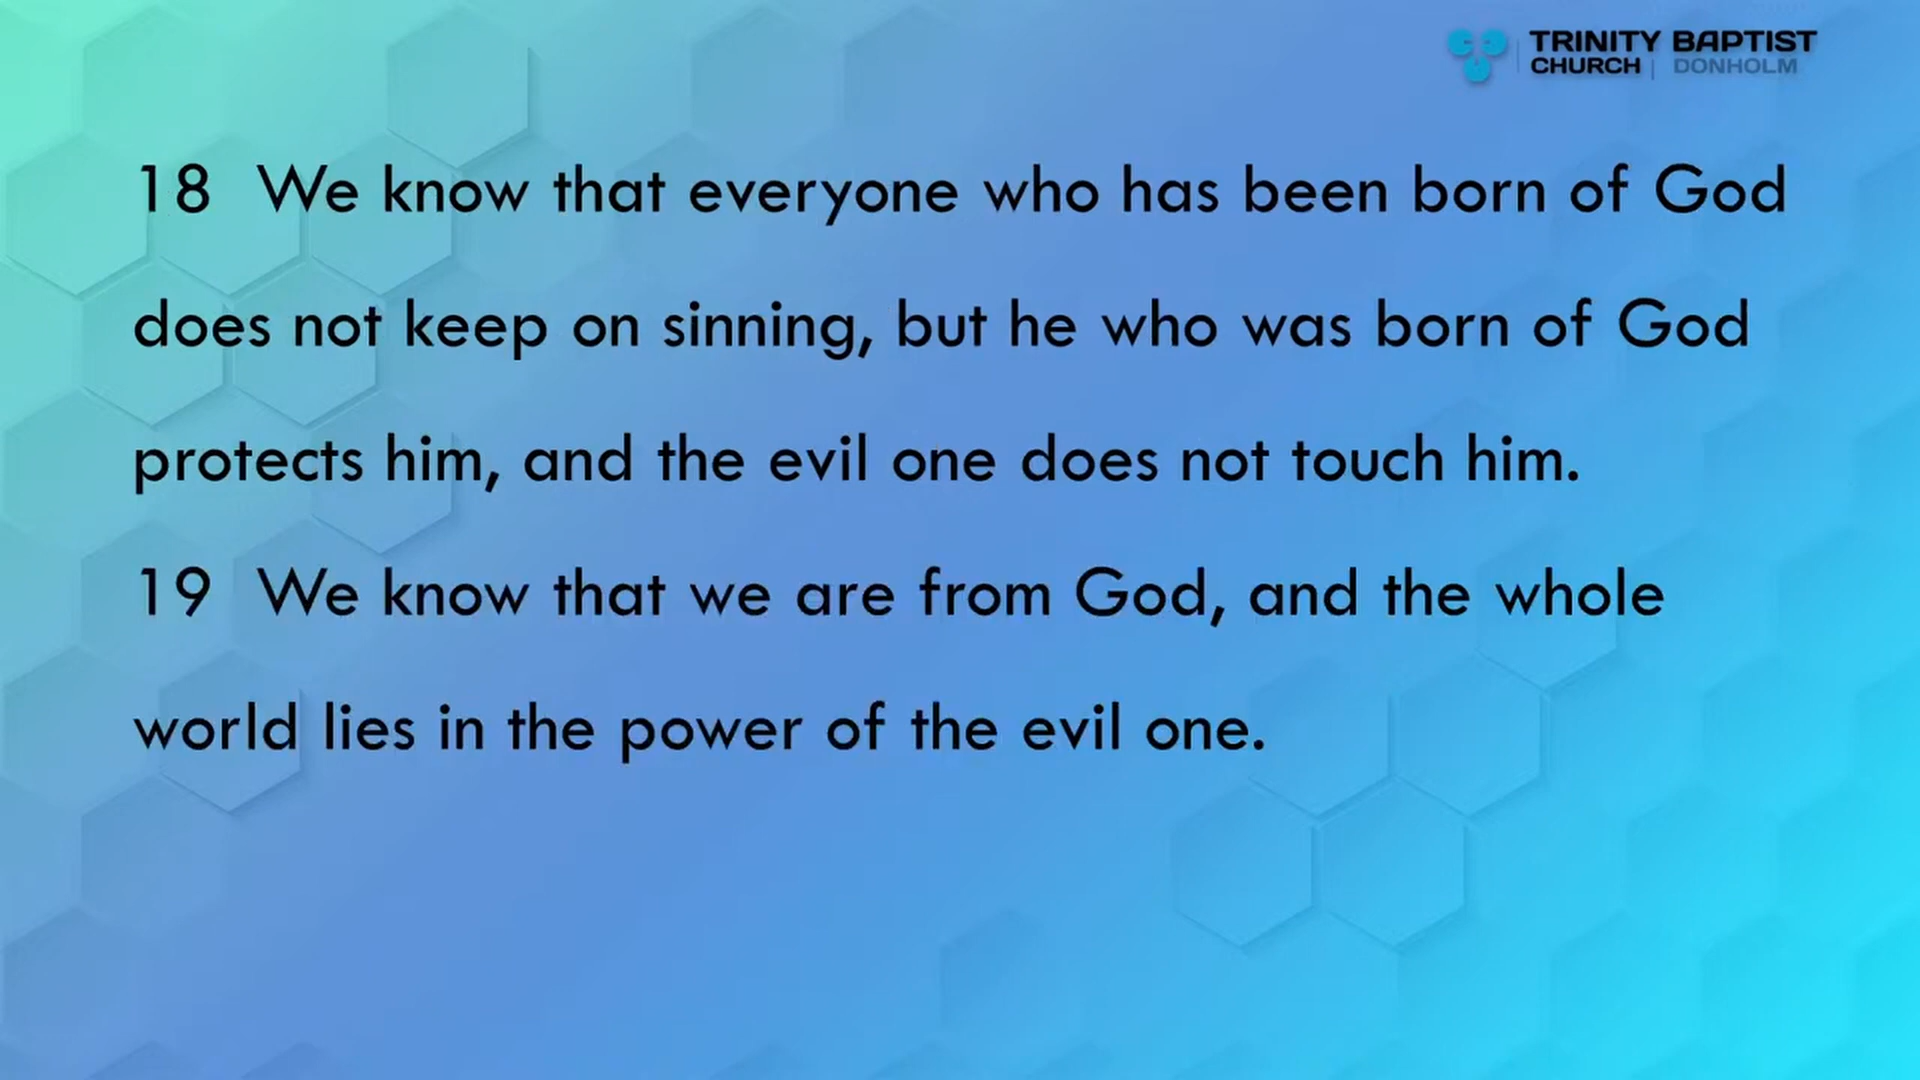 TRINITY BAPTIST
CHURCH | DONHOLM
18 We know that everyone who has been born of God
does not keep on sinning, but he who was born of God
protects him, and the evil one does not touch him.
19 We know that we are from God, and the whole
world lies in the power of the evil one.